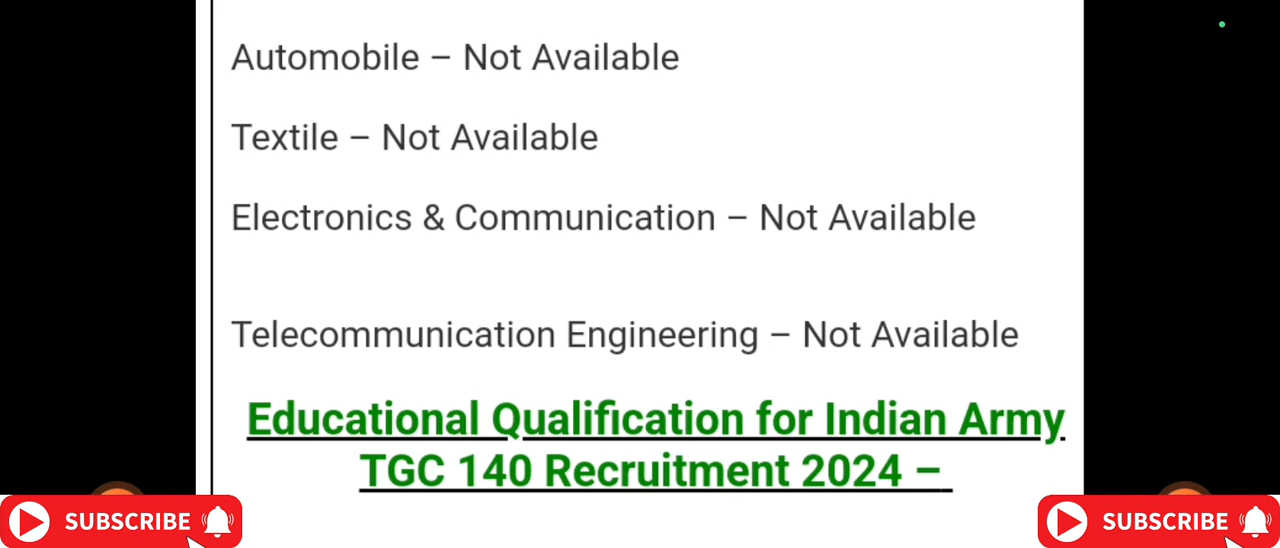 Automobile – Not Available
Textile – Not Available
Electronics & Communication – Not Available
Telecommunication Engineering – Not Available
Educational Qualification for Indian Army
TGC 140 Recruitment 2024 –
SUBSCRIBE
SUBSCRIBE